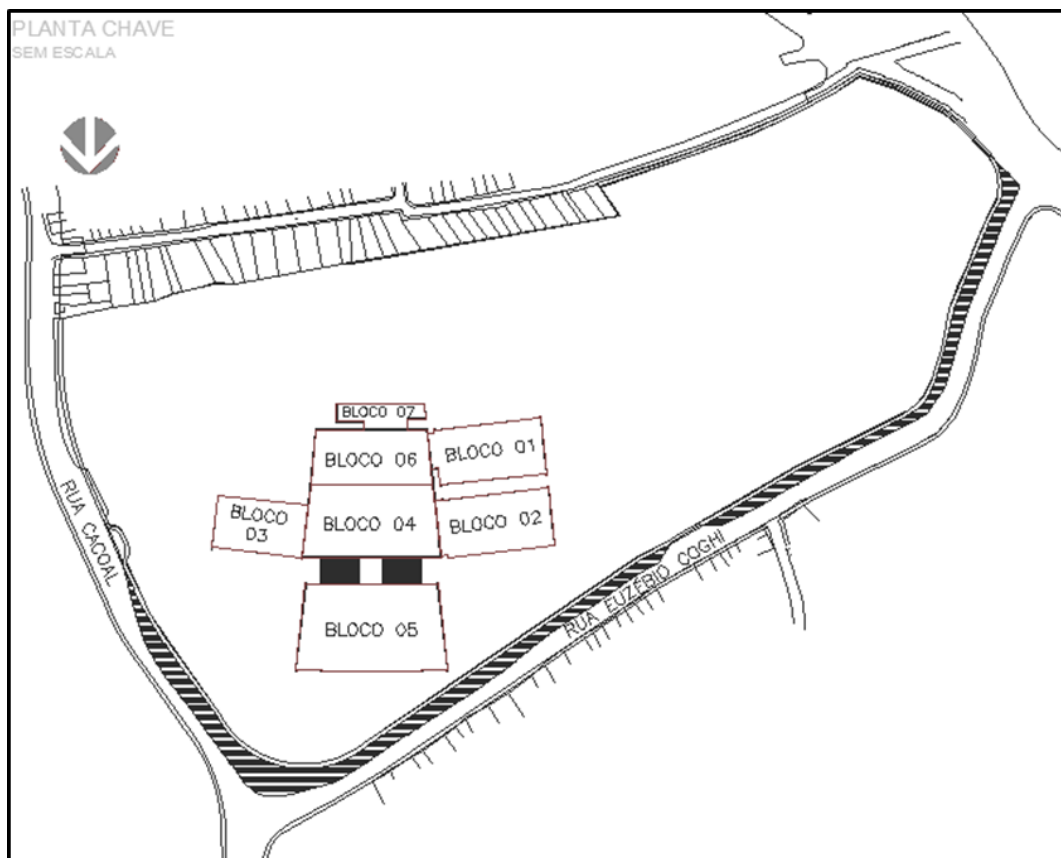 PLANTA CHAVE
SEM ESCALA
BLOCO 07
BLOCO 06
BLOCO 01
BLOCO 03
BLOCO 04
BLOCO 02
BLOCO 05
RUA CACOAL
RUA EUZÉBIO COGHI